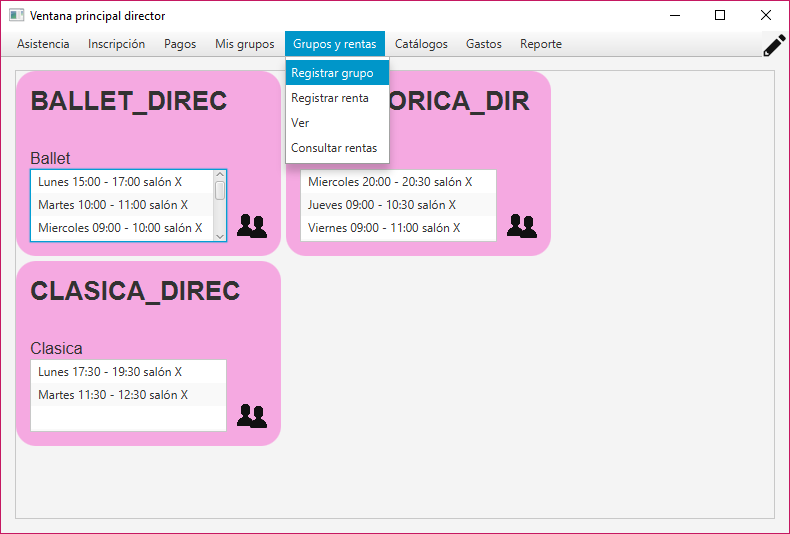 Ventana principal director
Asistencia Inscripción Pagos Mis grupos Grupos y rentas Catálogos Gastos Reporte
Registrar grupo
Registrar renta
Ver
Consultar rentas
BALLET_DIREC
Ballet
Lunes 15:00 - 17:00 salón X
Martes 10:00 - 11:00 salón X
Miercoles 09:00 - 10:00 salón X
ORICA_DIR
Miercoles 20:00 - 20:30 salón X
Jueves 09:00 - 10:30 salón X
Viernes 09:00 - 11:00 salón X
CLASICA_DIREC
Clasica
Lunes 17:30 - 19:30 salón X
Martes 11:30 - 12:30 salón X